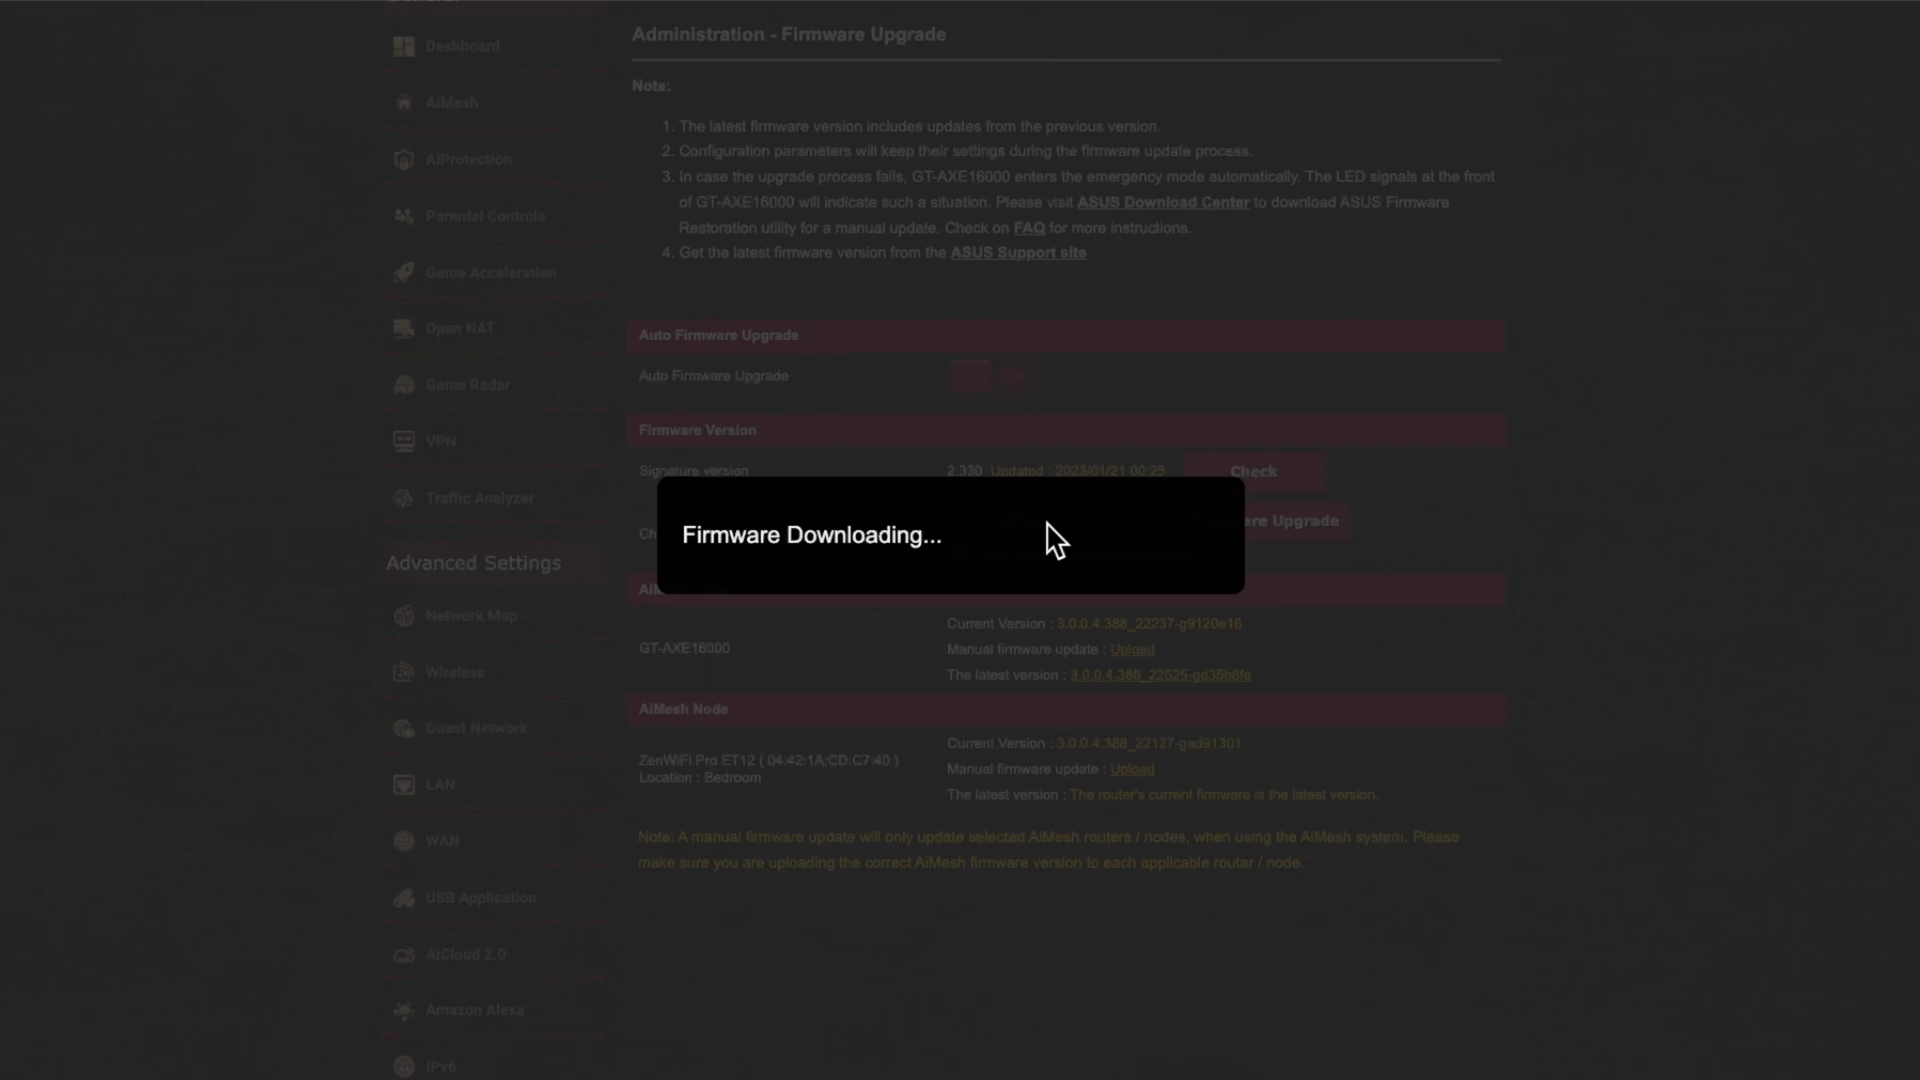 Dashboard
AiMesh
AiProtection
Parental Controls
Game Acceleration
Open NAT
Game Radar
VPN
Traffic Analyzer
Advanced Settings
Network Map
Wireless
Guest Network
LAN
WAN
USB Application
AiCloud 2.0
Amazon Alexa
IPv6
Administration - Firmware Upgrade
Note:
1. The latest firmware version includes updates from the previous version.
2. Configuration parameters will keep their settings during the firmware update process.
3. In case the upgrade process fails, GT-AXE16000 enters the emergency mode automatically. The LED signals at the front
of GT-AXE16000 will indicate such a situation. Please visit ASUS Download Center to download ASUS Firmware
Restoration utility for a manual update. Check on FAQ for more instructions.
4. Get the latest firmware version from the ASUS Support site
Auto Firmware Upgrade
Auto Firmware Upgrade
Firmware Version
Signature version 2.330 Updated : 2023/01/21 00:25 Check
Upgrade
Firmware Downloading...
GT-AXE16000
Current Version : 3.0.0.4.388_22237-g9120e16
Manual firmware update : Upload
The latest version : 3.0.0.4.388_22525-gd35b8fe
AiMesh Node
ZenWiFi Pro ET12 ( 04:42:1A:CD:C7:40 )
Location : Bedroom
Current Version : 3.0.0.4.388_22127-gad91301
Manual firmware update : Upload
The latest version : The router's current firmware is the latest version.
Note: A manual firmware update will only update selected AiMesh routers / nodes, when using the AiMesh system. Please
make sure you are uploading the correct AiMesh firmware version to each applicable router / node.